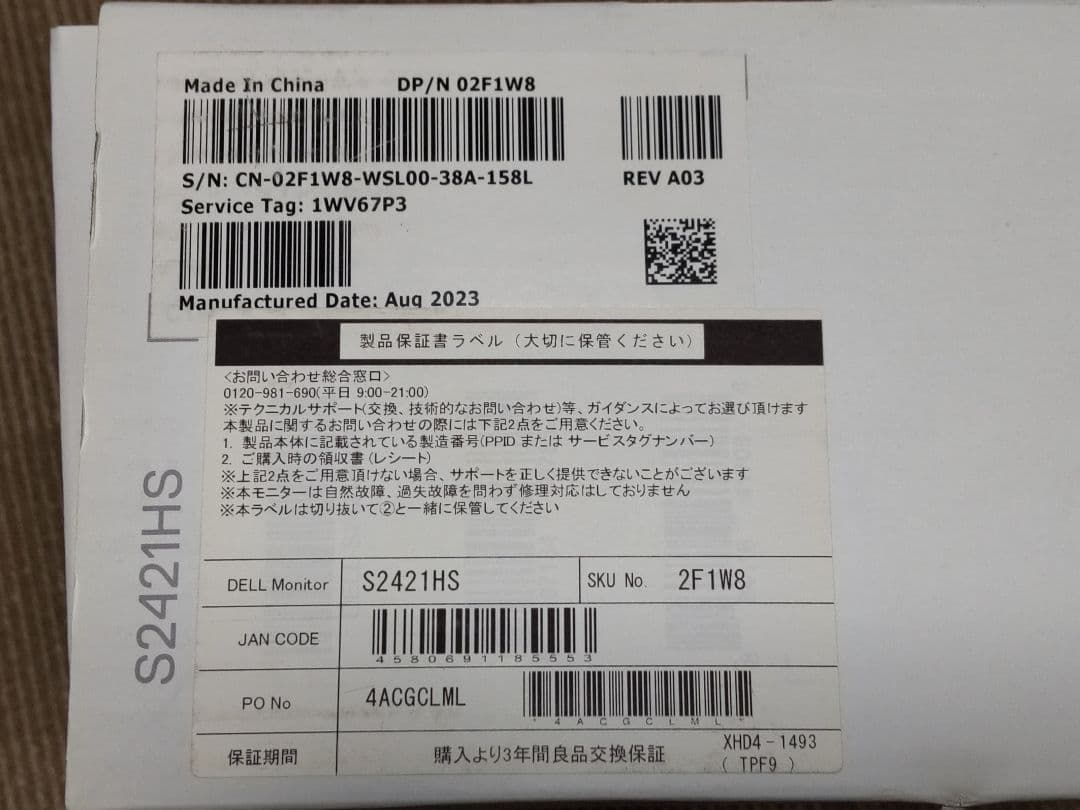 Made In China DP/N 02F1W8
S/N: CN-02F1W8-WSL00-38A-158L REV A03
Service Tag: 1WV67P3
Manufactured Date: Aug 2023
製品保証書ラベル(大切に保管ください)
<お問い合わせ総合窓口>
0120-981-690(平日 9:00-21:00)
※テクニカルサポート(交換、技術的なお問い合わせ)等、ガイダンスによってお選び頂けます
本製品に関するお問い合わせの際には下記2点をご用意ください。
1. 製品本体に記載されている製造番号(PPID または サービスタグナンバー)
2. ご購入時の領収書(レシート)
※上記2点をご用意頂けない場合、サポートを正しく提供できないことがございます
※本モニターは自然故障、過失故障を問わず修理対応はしておりません
※本ラベルは切り抜いて②と一緒に保管してください
DELL Monitor S2421HS SKU No. 2F1W8
JAN CODE
4580691185553
PO No 4ACGCLML
*4ACGCLML*
保証期間 購入より3年間良品交換保証 XHD4-1493
( TPF9 )
S2421HS